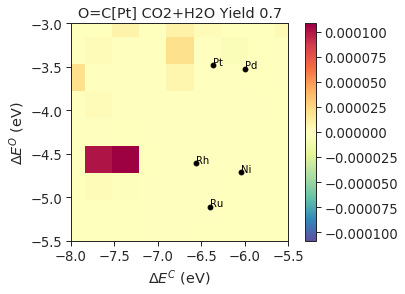 O=C[Pt] CO2+H2O Yield 0.7
−3.0
−3.5
−4.0
−4.5
−5.0
−5.5
ΔE^O (eV)
Pt
Pd
Rh
Ni
Ru
−8.0 −7.5 −7.0 −6.5 −6.0 −5.5
ΔE^C (eV)
0.000100
0.000075
0.000050
0.000025
0.000000
−0.000025
−0.000050
−0.000075
−0.000100